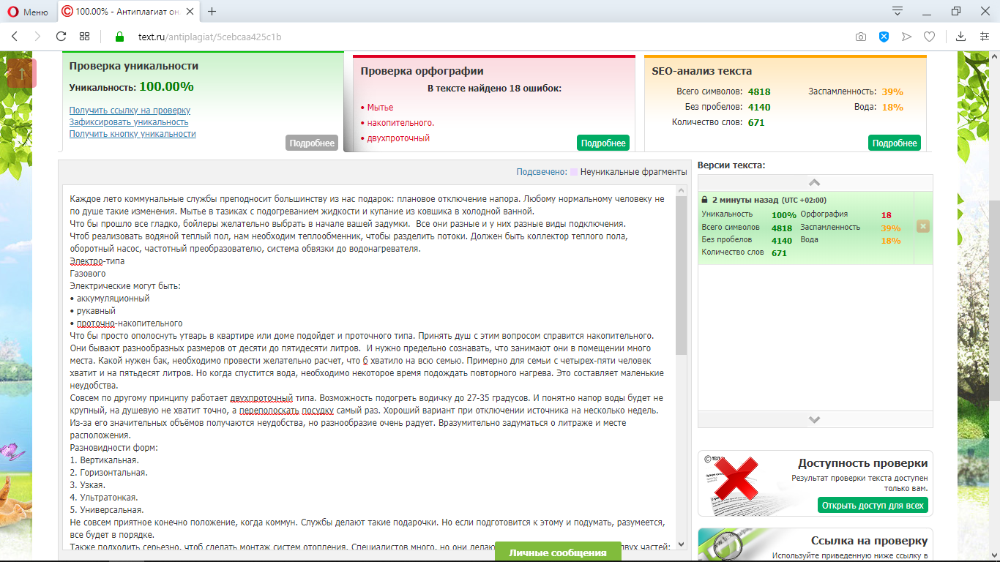 Меню
100.00% - Антиплагиат он
text.ru/antiplagiat/5cebcaa425c1b
Проверка уникальности
Уникальность: 100.00%
Получить ссылку на проверку
Зафиксировать уникальность
Получить кнопку уникальности
Подробнее
Проверка орфографии
В тексте найдено 18 ошибок:
• Мытье
• накопительного.
• двухпроточный
Подробнее
SEO-анализ текста
Всего символов: 4818
Заспамленность: 39%
Без пробелов: 4140
Вода: 18%
Количество слов: 671
Подробнее
Подсвечено: Неуникальные фрагменты
Каждое лето коммунальные службы преподносит большинству из нас подарок: плановое отключение напора. Любому нормальному человеку не
по душе такие изменения. Мытье в тазиках с подогреванием жидкости и купание из ковшика в холодной ванной.
Что бы прошло все гладко, бойлеры желательно выбрать в начале вашей задумки. Все они разные и у них разные виды подключения.
Чтоб реализовать водяной теплый пол, нам необходим теплообменник, чтобы разделить потоки. Должен быть коллектор теплого пола,
оборотный насос, частотный преобразователю, система обвязки до водонагревателя.
Электро-типа
Газового
Электрические могут быть:
• аккумуляционный
• рукавный
• проточно-накопительного
Что бы просто ополоснуть утварь в квартире или доме подойдет и проточного типа. Принять душ с этим вопросом справится накопительного.
Они бывают разнообразных размеров от десяти до пятидесяти литров. И нужно предельно сознавать, что занимают они в помещении много
места. Какой нужен бак, необходимо провести желательно расчет, что б хватило на всю семью. Примерно для семьи с четырех-пяти человек
хватит и на пятьдесят литров. Но когда спустится вода, необходимо некоторое время подождать повторного нагрева. Это составляет маленькие
неудобства.
Совсем по другому принципу работает двухпроточный типа. Возможность подогреть водичку до 27-35 градусов. И понятно напор воды будет не
крупный, на душевую не хватит точно, а переполоскать посудку самый раз. Хороший вариант при отключении источника на несколько недель.
Из-за его значительных объёмов получаются неудобства, но разнообразие очень радует. Вразумительно задуматься о литраже и месте
расположения.
Разновидности форм:
1. Вертикальная.
2. Горизонтальная.
3. Узкая.
4. Ультратонкая.
5. Универсальная.
Не совсем приятное конечно положение, когда коммун. Службы делают такие подарочки. Но если подготовится к этому и подумать, разумеется,
все будет в порядке.
Также подходить серьезно, чтоб сделать монтаж систем отопления. Специалистов много, но они делаю двух частей:
Личные сообщения
Версии текста:
2 минуты назад (UTC +02:00)
Уникальность 100% Орфография 18
Всего символов 4818 Заспамленность 39%
Без пробелов 4140 Вода 18%
Количество слов 671
Доступность проверки
Результат проверки текста доступен
только вам.
Открыть доступ для всех
Ссылка на проверку
Используйте приведенную ниже ссылку в